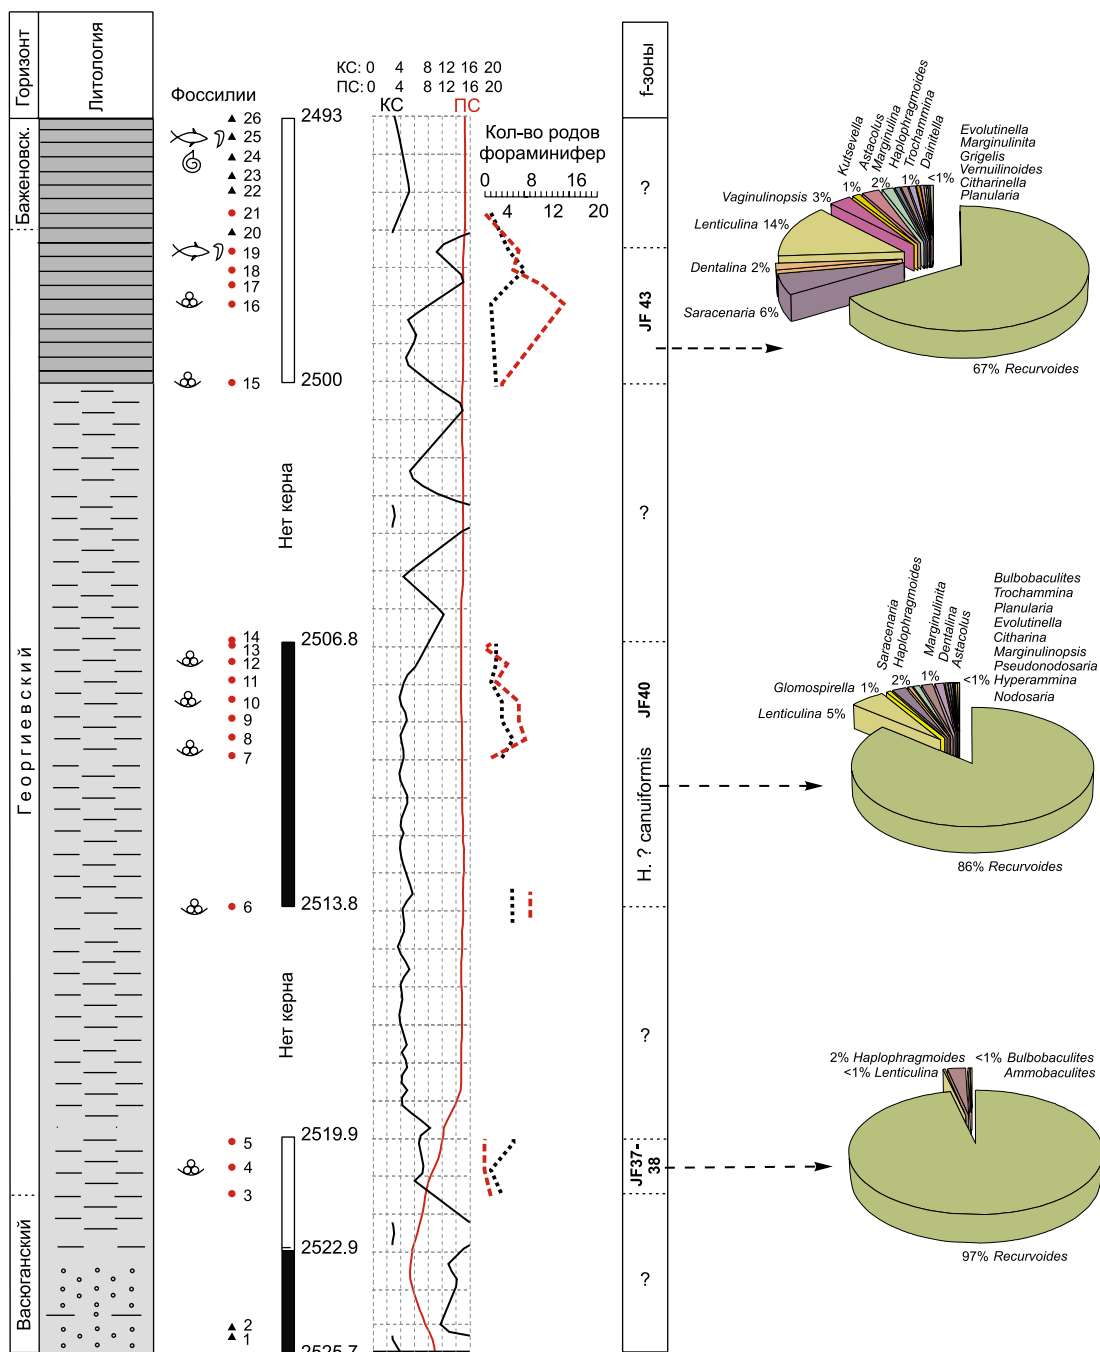 Горизонт
Литология
Фоссилии
КС: 0 4 8 12 16 20
ПС: 0 4 8 12 16 20
КС
ПС
Кол-во родов
фораминифер
0 8 16
4 12 20
f-зоны
Баженовск.
Георгиевский
Васюганский
26
25
24
23
22
21
20
19
18
17
16
15
14
13
12
11
10
9
8
7
6
5
4
3
2
1
2493
2500
Нет керна
2506.8
2513.8
Нет керна
2519.9
2522.9
2525.7
?
JF 43
?
JF40
H. ? canuiformis
?
JF37-
38
?
Kutsevella
Astacolus
Marginulina
Haplophragmoides
Trochammina
Dainitella
Evolutinella
Marginulinita
Grigelis
Vernuilinoides
Citharinella
Planularia
1%
2%
1%
<1%
Vaginulinopsis 3%
Lenticulina 14%
Dentalina 2%
Saracenaria 6%
67% Recurvoides
Saracenaria
Haplophragmoides
Marginulinita
Dentalina
Astacolus
Bulbobaculites
Trochammina
Planularia
Evolutinella
Citharina
Marginulinopsis
Pseudonodosaria
Hyperammina
Nodosaria
2%
1%
<1%
Glomospirella 1%
Lenticulina 5%
86% Recurvoides
2% Haplophragmoides
<1% Lenticulina
<1% Bulbobaculites
Ammobaculites
97% Recurvoides